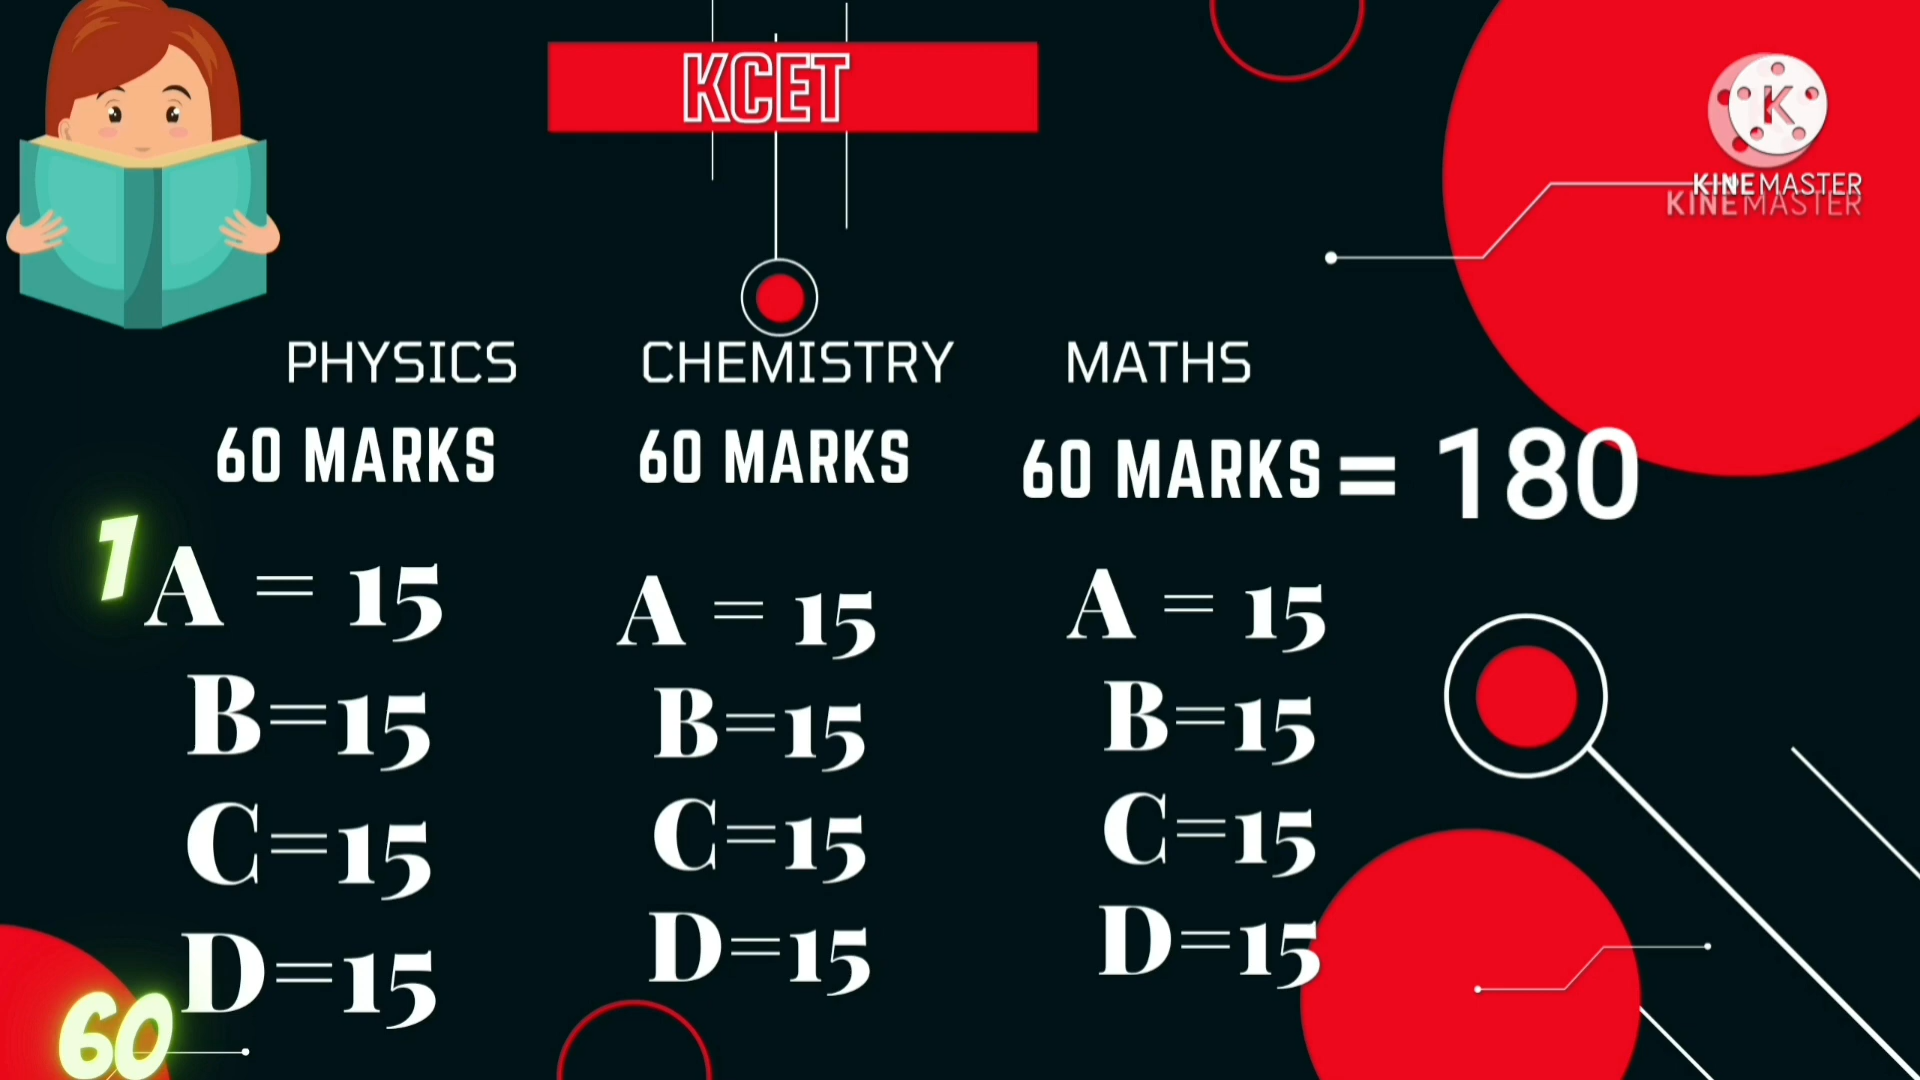 KCET
K
KINEMASTER
KINEMASTER
PHYSICS CHEMISTRY MATHS
60 MARKS 60 MARKS 60 MARKS = 180
1
A = 15 A = 15 A = 15
B=15 B=15 B=15
C=15 C=15 C=15
D=15 D=15 D=15
60